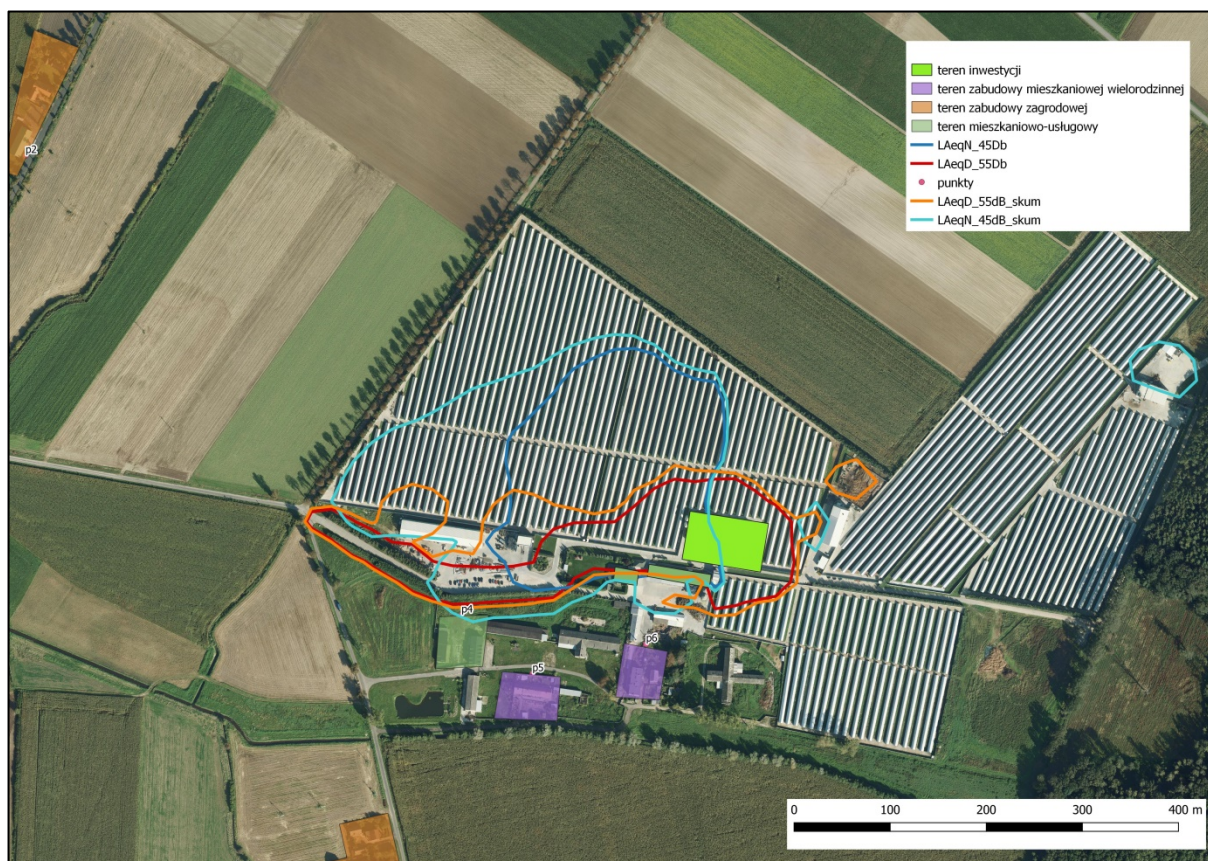 teren inwestycji
teren zabudowy mieszkaniowej wielorodzinnej
teren zabudowy zagrodowej
teren mieszkaniowo-usługowy
LAeqN_45Db
LAeqD_55Db
punkty
LAeqD_55dB_skum
LAeqN_45dB_skum
p2
p4
p6
p5
0 100 200 300 400 m